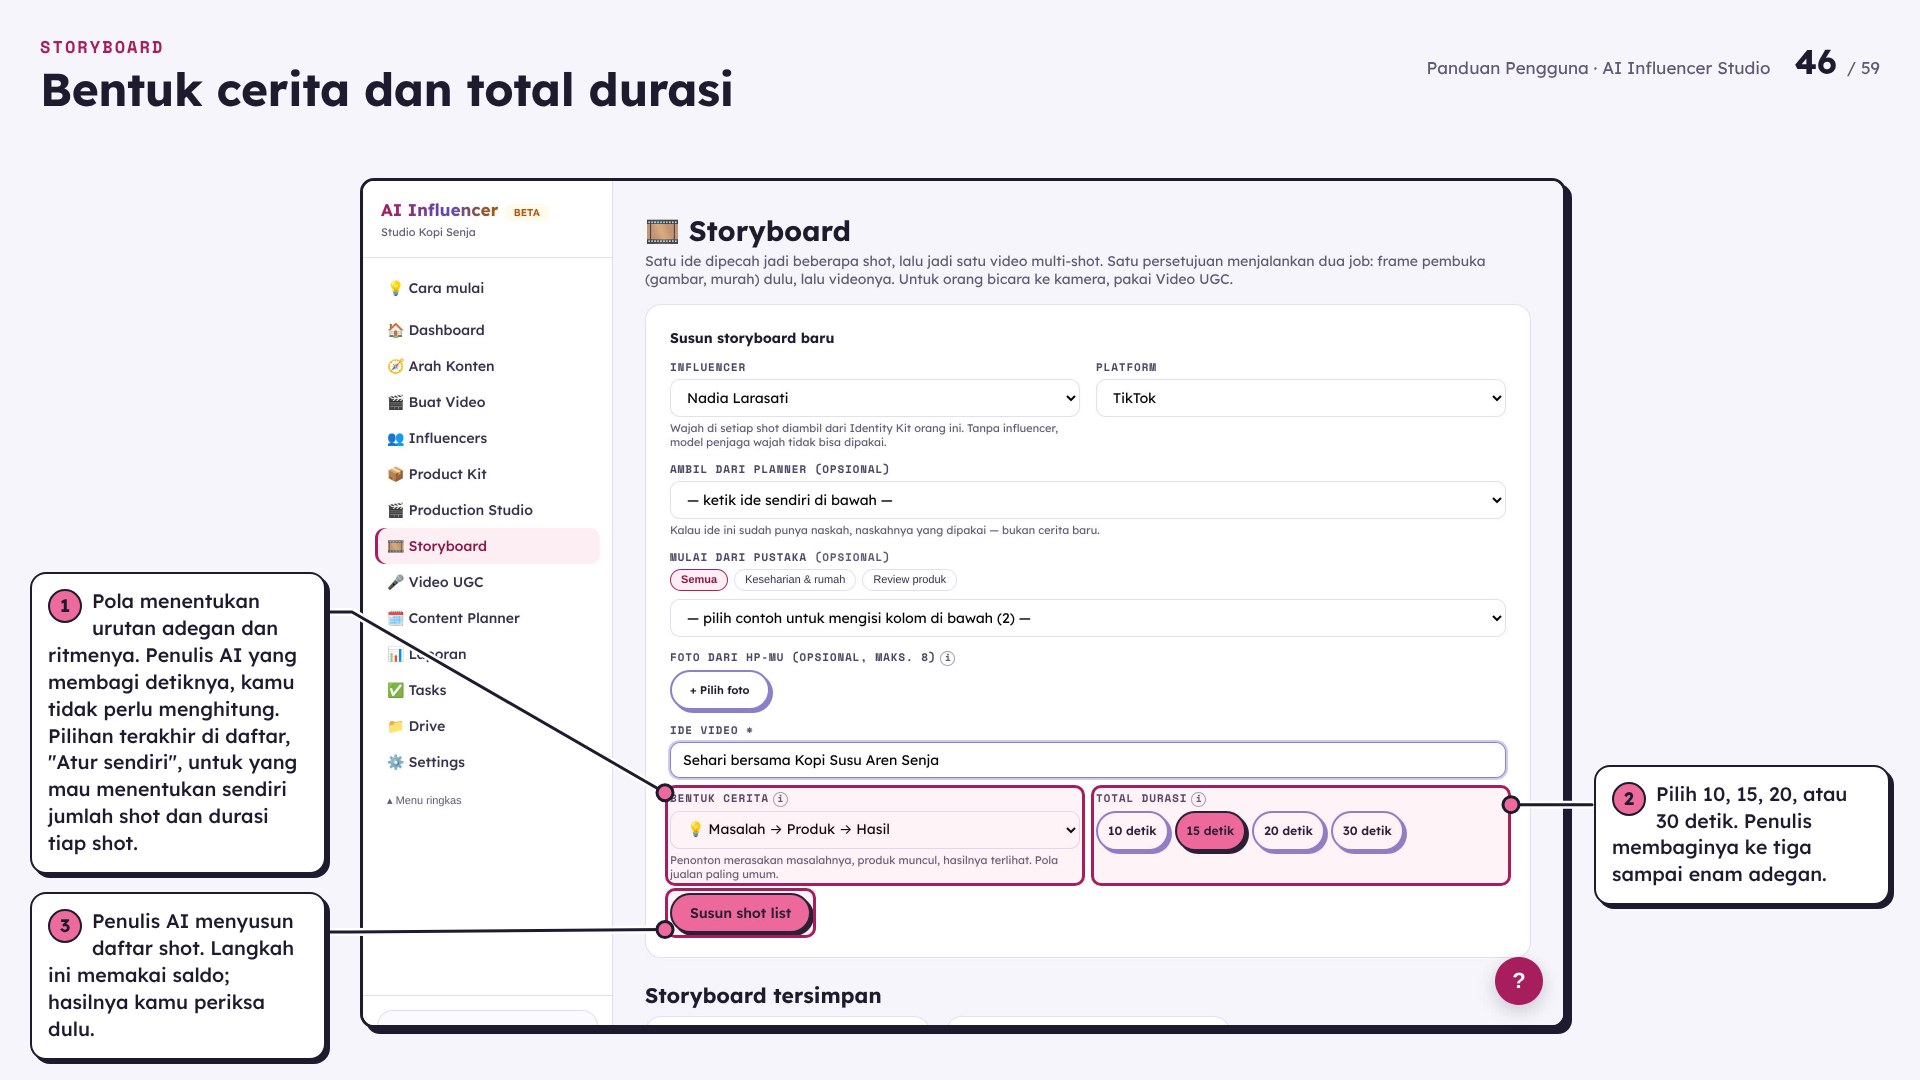 STORYBOARD
Bentuk cerita dan total durasi
Panduan Pengguna · AI Influencer Studio 46 / 59
AI Influencer BETA
Studio Kopi Senja
Cara mulai
Dashboard
Arah Konten
Buat Video
Influencers
Product Kit
Production Studio
Storyboard
Video UGC
Content Planner
Laporan
Tasks
Drive
Settings
▴ Menu ringkas
Storyboard
Satu ide dipecah jadi beberapa shot, lalu jadi satu video multi-shot. Satu persetujuan menjalankan dua job: frame pembuka
(gambar, murah) dulu, lalu videonya. Untuk orang bicara ke kamera, pakai Video UGC.
Susun storyboard baru
INFLUENCER
Nadia Larasati
Wajah di setiap shot diambil dari Identity Kit orang ini. Tanpa influencer,
model penjaga wajah tidak bisa dipakai.
PLATFORM
TikTok
AMBIL DARI PLANNER (OPSIONAL)
— ketik ide sendiri di bawah —
Kalau ide ini sudah punya naskah, naskahnya yang dipakai — bukan cerita baru.
MULAI DARI PUSTAKA (OPSIONAL)
Semua Keseharian & rumah Review produk
— pilih contoh untuk mengisi kolom di bawah (2) —
FOTO DARI HP-MU (OPSIONAL, MAKS. 8) i
+ Pilih foto
IDE VIDEO *
Sehari bersama Kopi Susu Aren Senja
BENTUK CERITA i
Masalah → Produk → Hasil
Penonton merasakan masalahnya, produk muncul, hasilnya terlihat. Pola
jualan paling umum.
TOTAL DURASI i
10 detik 15 detik 20 detik 30 detik
Susun shot list
Storyboard tersimpan
?
1 Pola menentukan
urutan adegan dan
ritmenya. Penulis AI yang
membagi detiknya, kamu
tidak perlu menghitung.
Pilihan terakhir di daftar,
"Atur sendiri", untuk yang
mau menentukan sendiri
jumlah shot dan durasi
tiap shot.
2 Pilih 10, 15, 20, atau
30 detik. Penulis
membaginya ke tiga
sampai enam adegan.
3 Penulis AI menyusun
daftar shot. Langkah
ini memakai saldo;
hasilnya kamu periksa
dulu.